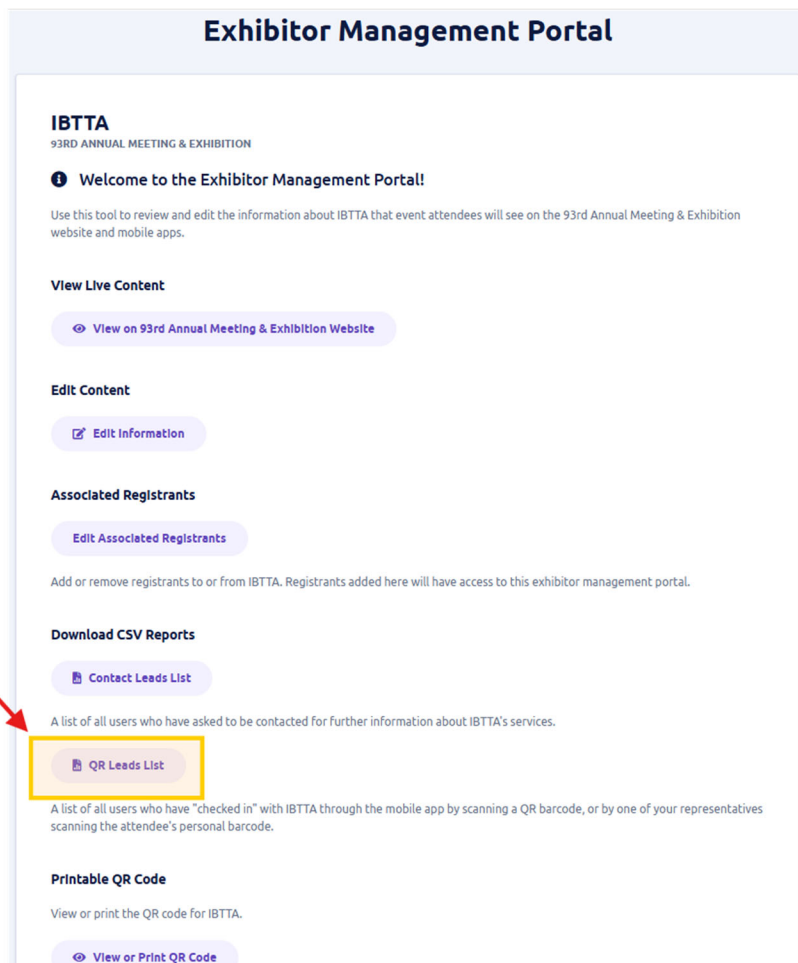 Exhibitor Management Portal
IBTTA
93RD ANNUAL MEETING & EXHIBITION
Welcome to the Exhibitor Management Portal!
Use this tool to review and edit the information about IBTTA that event attendees will see on the 93rd Annual Meeting & Exhibition
website and mobile apps.
View Live Content
View on 93rd Annual Meeting & Exhibition Website
Edit Content
Edit Information
Associated Registrants
Edit Associated Registrants
Add or remove registrants to or from IBTTA. Registrants added here will have access to this exhibitor management portal.
Download CSV Reports
Contact Leads List
A list of all users who have asked to be contacted for further information about IBTTA's services.
QR Leads List
A list of all users who have "checked in" with IBTTA through the mobile app by scanning a QR barcode, or by one of your representatives
scanning the attendee's personal barcode.
Printable QR Code
View or print the QR code for IBTTA.
View or Print QR Code